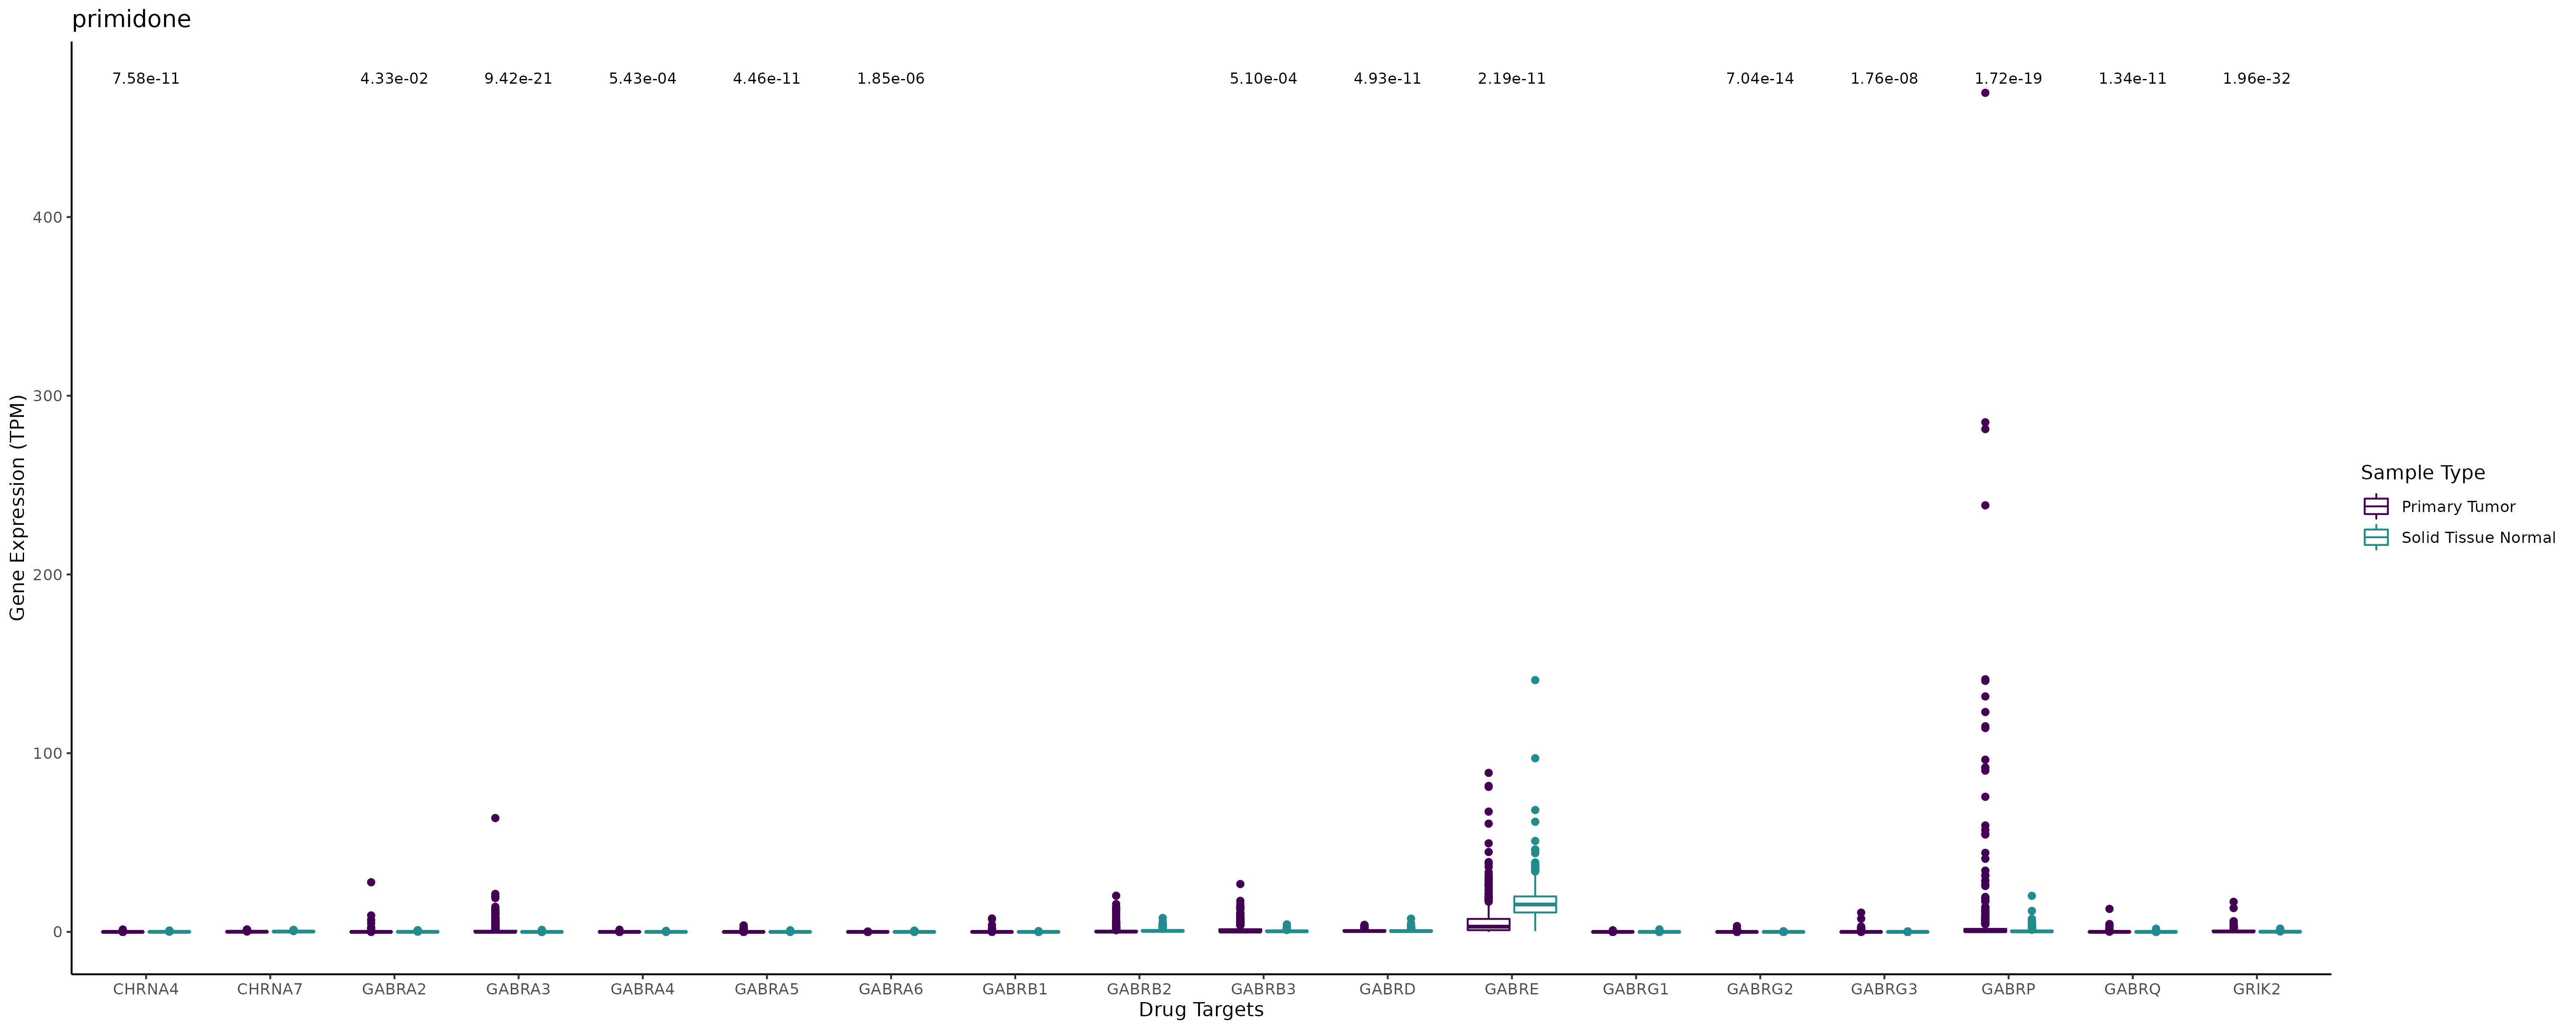 primidone
7.58e-11 4.33e-02 9.42e-21 5.43e-04 4.46e-11 1.85e-06 5.10e-04 4.93e-11 2.19e-11 7.04e-14 1.76e-08 1.72e-19 1.34e-11 1.96e-32
Gene Expression (TPM)
400
300
200
100
0
CHRNA4 CHRNA7 GABRA2 GABRA3 GABRA4 GABRA5 GABRA6 GABRB1 GABRB2 GABRB3 GABRD GABRE GABRG1 GABRG2 GABRG3 GABRP GABRQ GRIK2
Drug Targets
Sample Type
Primary Tumor
Solid Tissue Normal